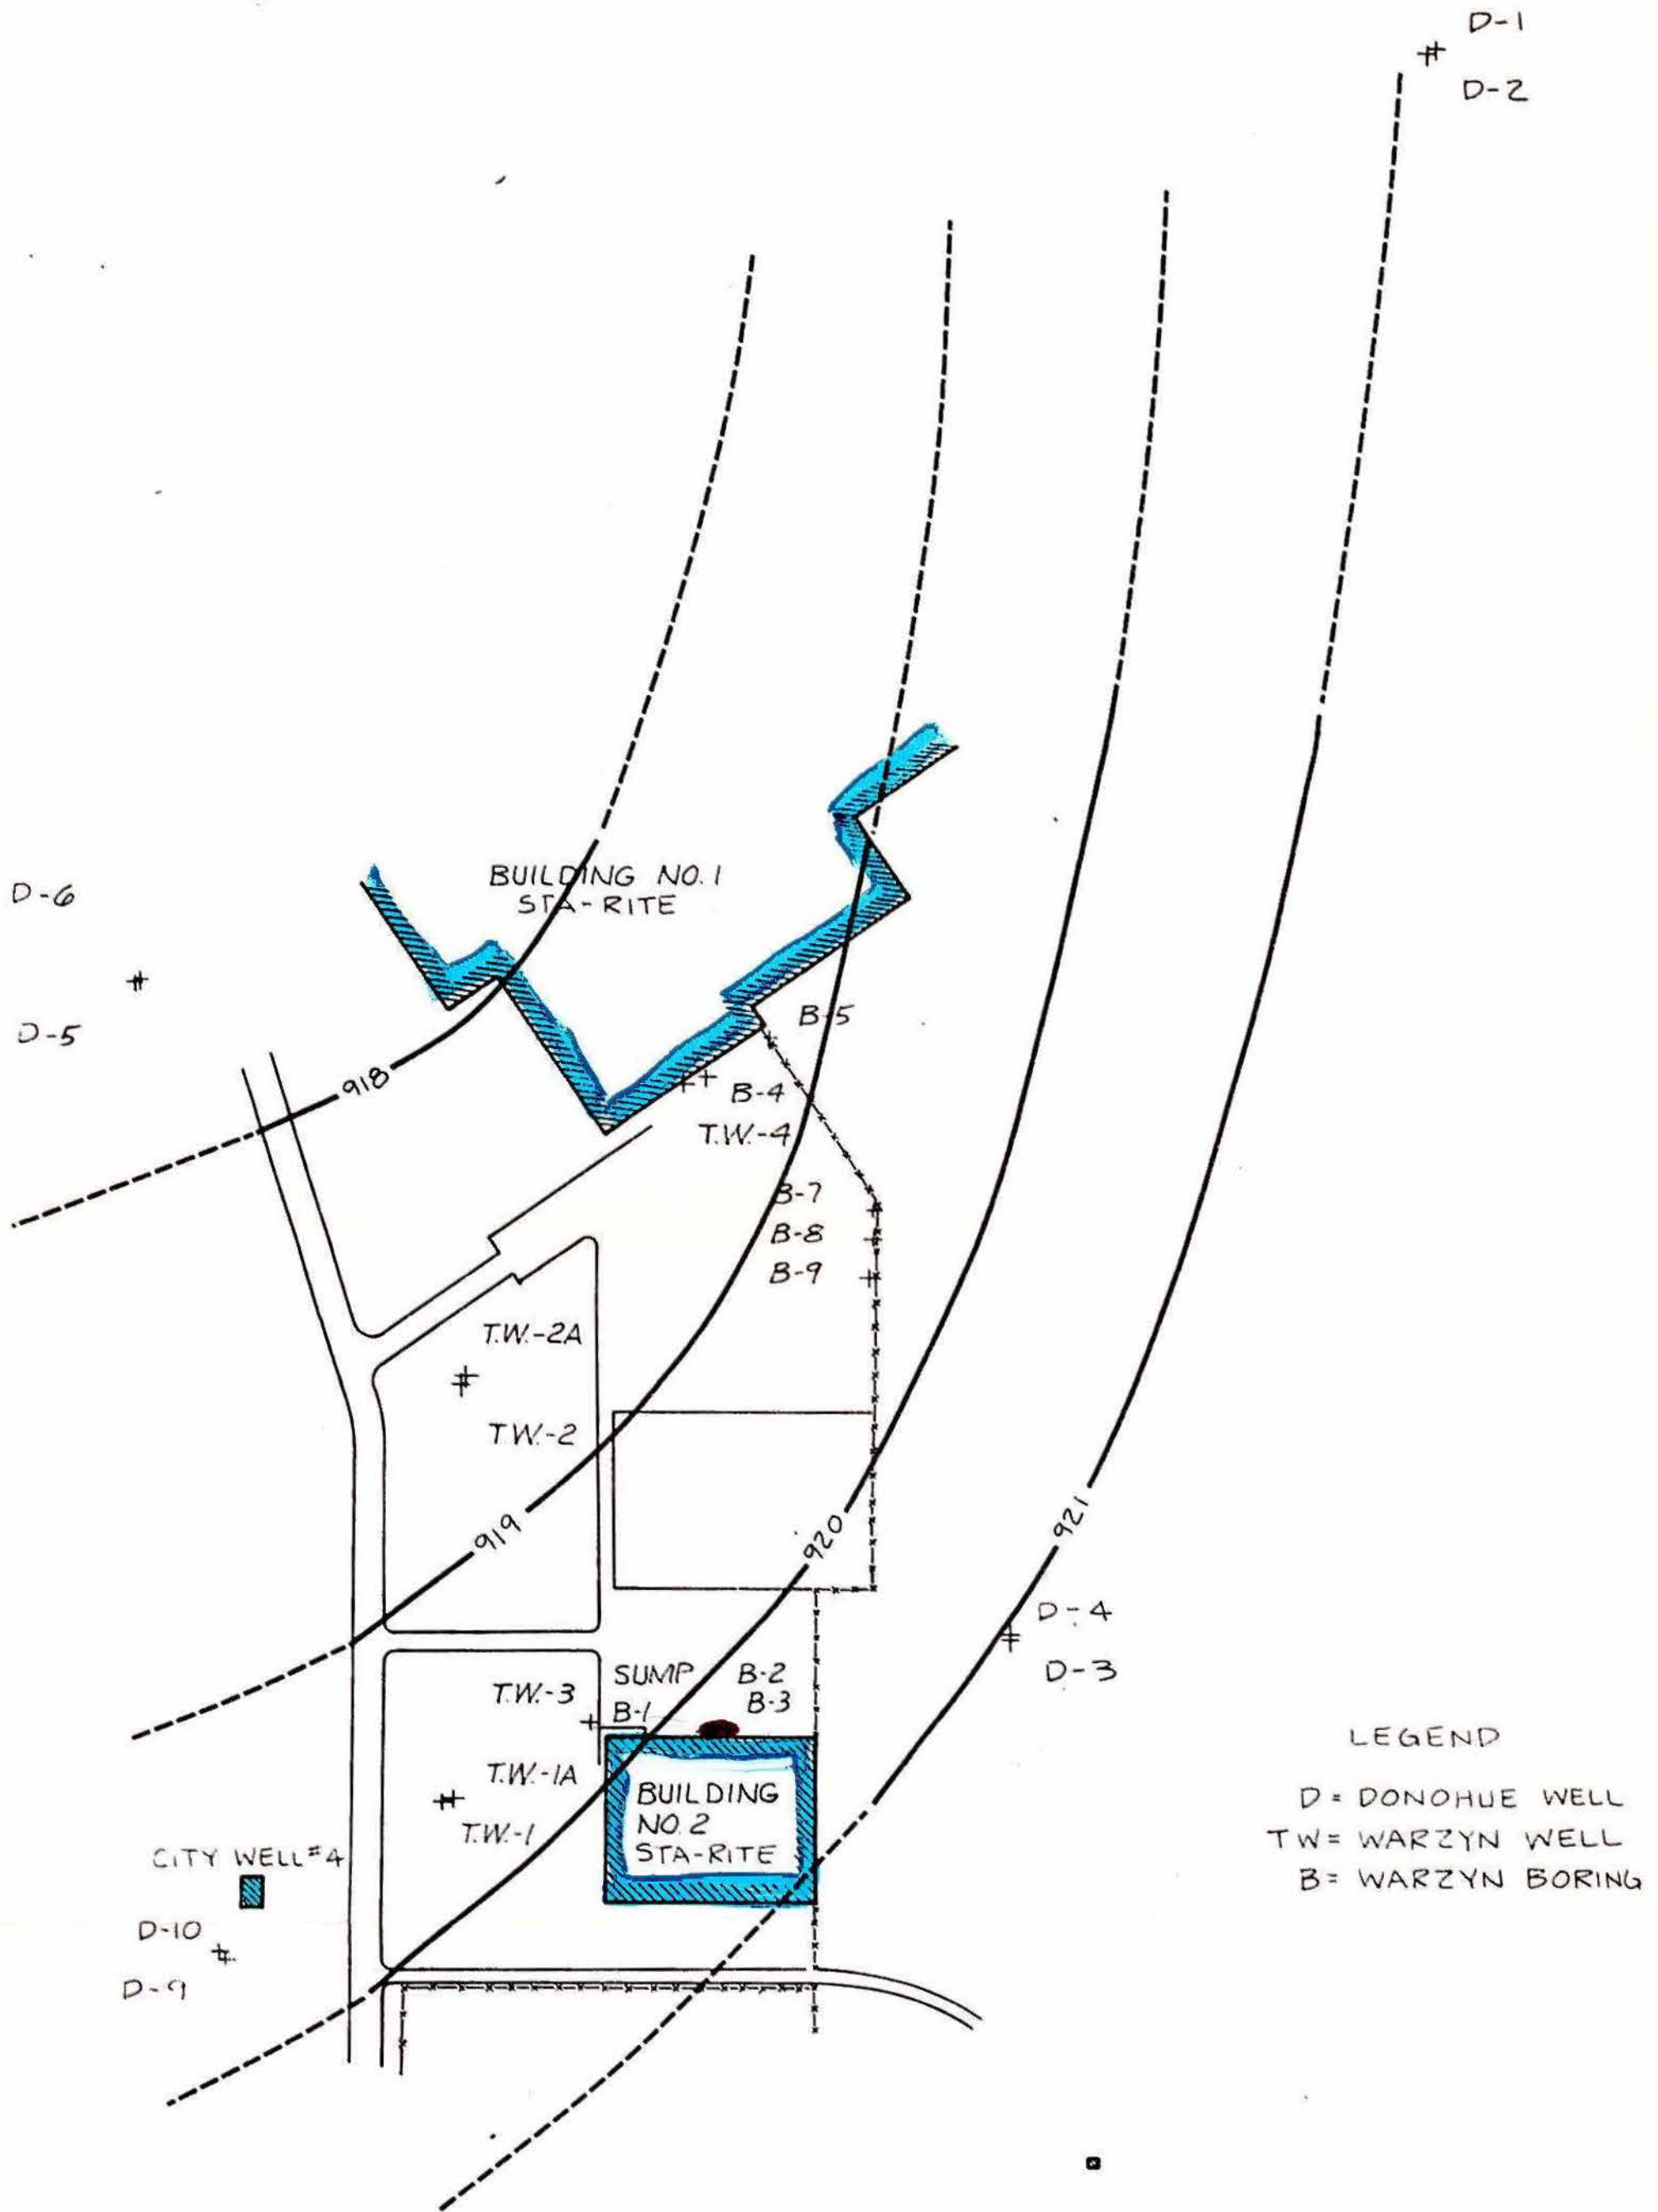 D-1
D-2
BUILDING NO.1
STA-RITE
D-6
D-5
B-5
918
B-4
T.W.-4
B-7
B-8
B-9
T.W.-2A
T.W.-2
919
920
921
D-4
D-3
SUMP
B-1
B-2
B-3
T.W.-3
T.W.-1A
T.W.-1
BUILDING
NO.2
STA-RITE
CITY WELL #4
D-10
D-9
LEGEND
D = DONOHUE WELL
TW = WARZYN WELL
B = WARZYN BORING